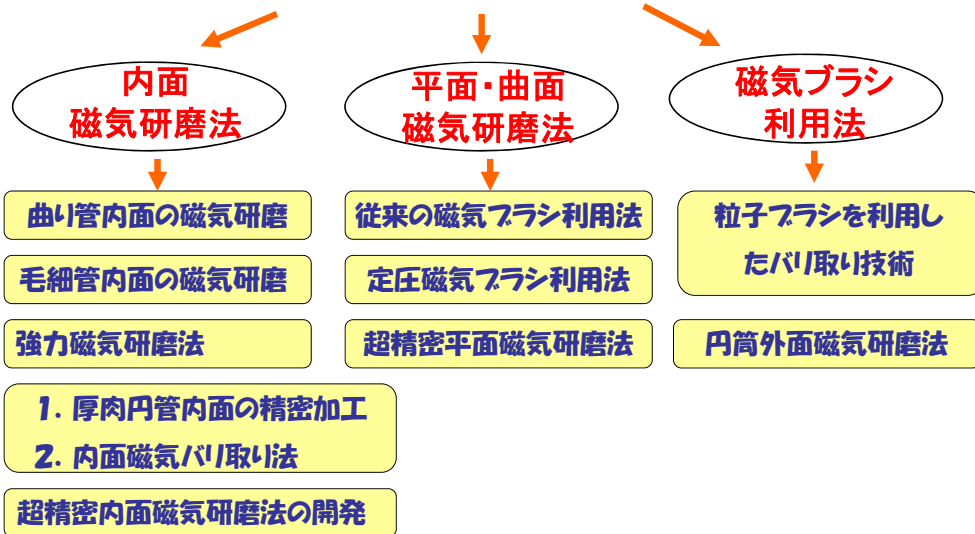 内面
磁気研磨法
平面・曲面
磁気研磨法
磁気ブラシ
利用法
曲り管内面の磁気研磨
毛細管内面の磁気研磨
強力磁気研磨法
1. 厚肉円管内面の精密加工
2. 内面磁気バリ取り法
超精密内面磁気研磨法の開発
従来の磁気ブラシ利用法
定圧磁気ブラシ利用法
超精密平面磁気研磨法
粒子ブラシを利用し
たバリ取り技術
円筒外面磁気研磨法